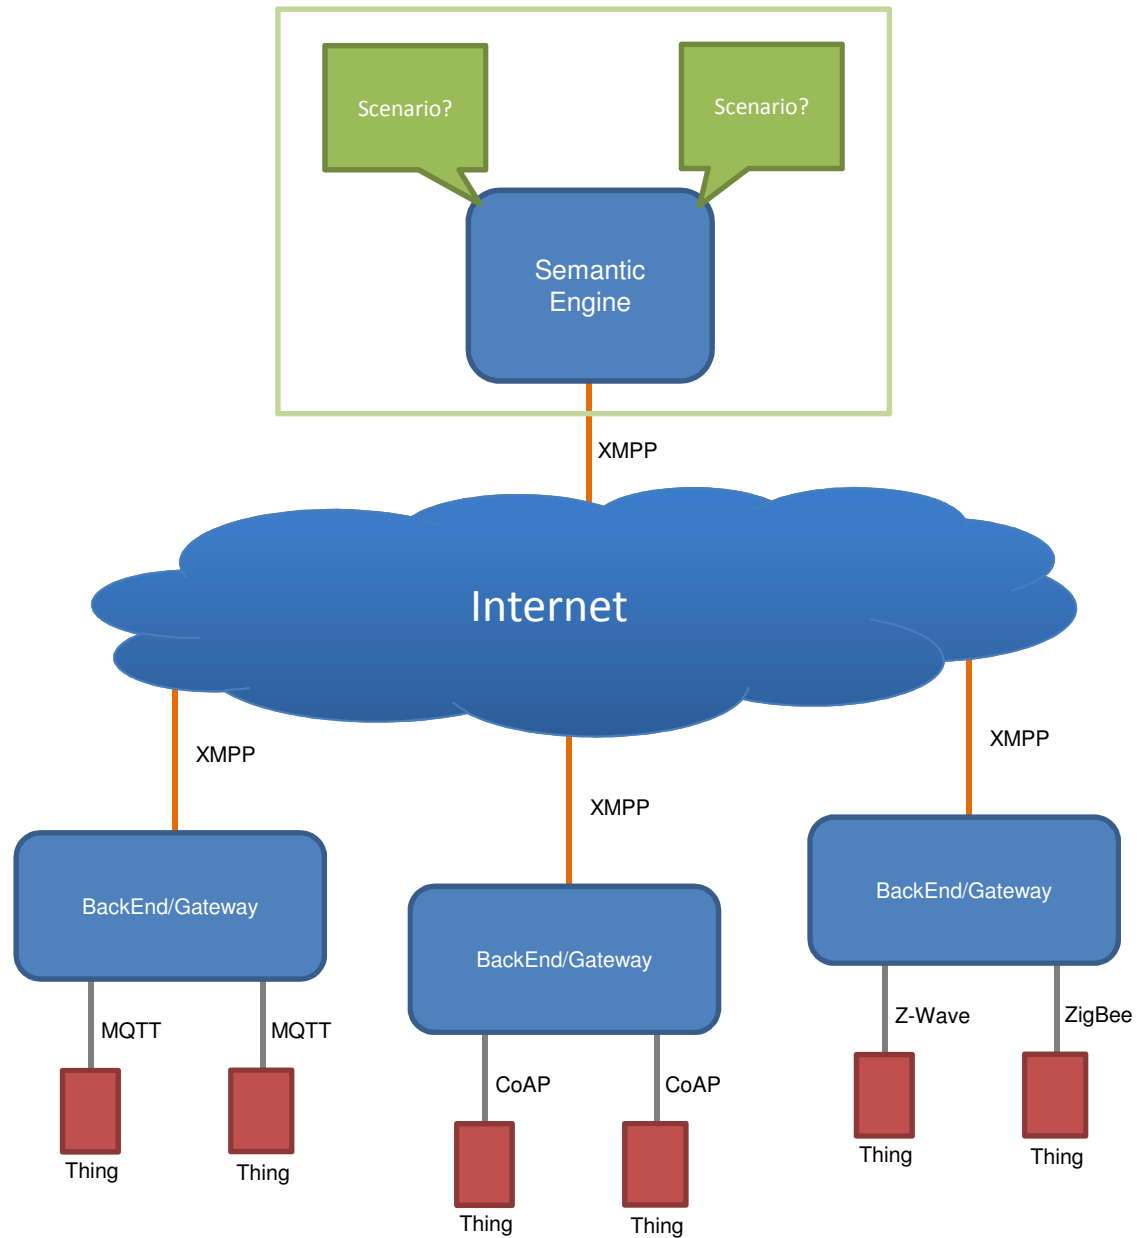 Scenario?
Scenario?
Semantic
Engine
XMPP
Internet
XMPP
XMPP
XMPP
BackEnd/Gateway
BackEnd/Gateway
BackEnd/Gateway
MQTT
MQTT
CoAP
CoAP
Z-Wave
ZigBee
Thing
Thing
Thing
Thing
Thing
Thing